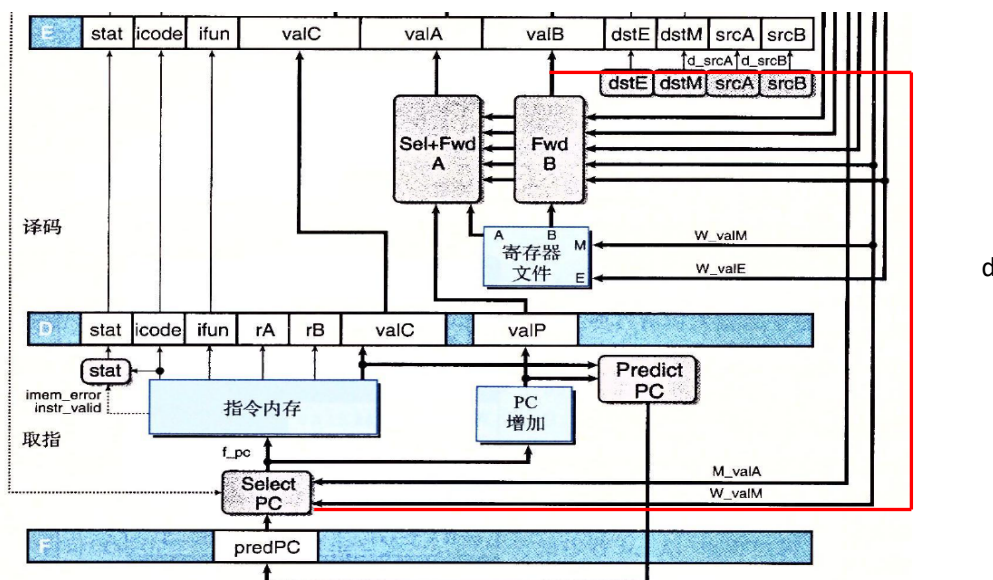 E stat icode ifun valC valA valB dstE dstM srcA srcB
d_srcA d_srcB
dstE dstM srcA srcB
Sel+Fwd
A
Fwd
B
译码
A B M
寄存器
文件
E
W_valM
W_valE
d
D stat icode ifun rA rB valC valP
stat
imem_error
instr_valid
指令内存
PC
增加
Predict
PC
取指
f_pc
Select
PC
M_valA
W_valM
F predPC